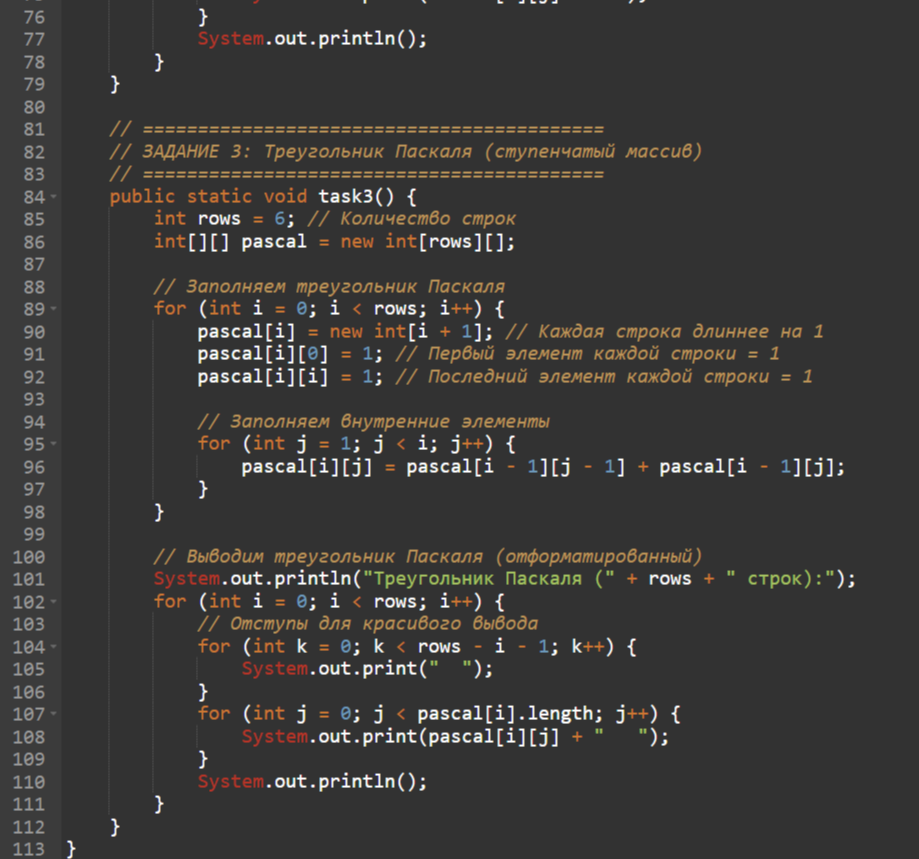 76 }
77 System.out.println();
78 }
79 }
80
81 // ==========================================
82 // ЗАДАНИЕ 3: Треугольник Паскаля (ступенчатый массив)
83 // ==========================================
84 public static void task3() {
85 int rows = 6; // Количество строк
86 int[][] pascal = new int[rows][];
87
88 // Заполняем треугольник Паскаля
89 for (int i = 0; i < rows; i++) {
90 pascal[i] = new int[i + 1]; // Каждая строка длиннее на 1
91 pascal[i][0] = 1; // Первый элемент каждой строки = 1
92 pascal[i][i] = 1; // Последний элемент каждой строки = 1
93
94 // Заполняем внутренние элементы
95 for (int j = 1; j < i; j++) {
96 pascal[i][j] = pascal[i - 1][j - 1] + pascal[i - 1][j];
97 }
98 }
99
100 // Выводим треугольник Паскаля (отформатированный)
101 System.out.println("Треугольник Паскаля (" + rows + " строк):");
102 for (int i = 0; i < rows; i++) {
103 // Отступы для красивого вывода
104 for (int k = 0; k < rows - i - 1; k++) {
105 System.out.print("  ");
106 }
107 for (int j = 0; j < pascal[i].length; j++) {
108 System.out.print(pascal[i][j] + "   ");
109 }
110 System.out.println();
111 }
112 }
113 }